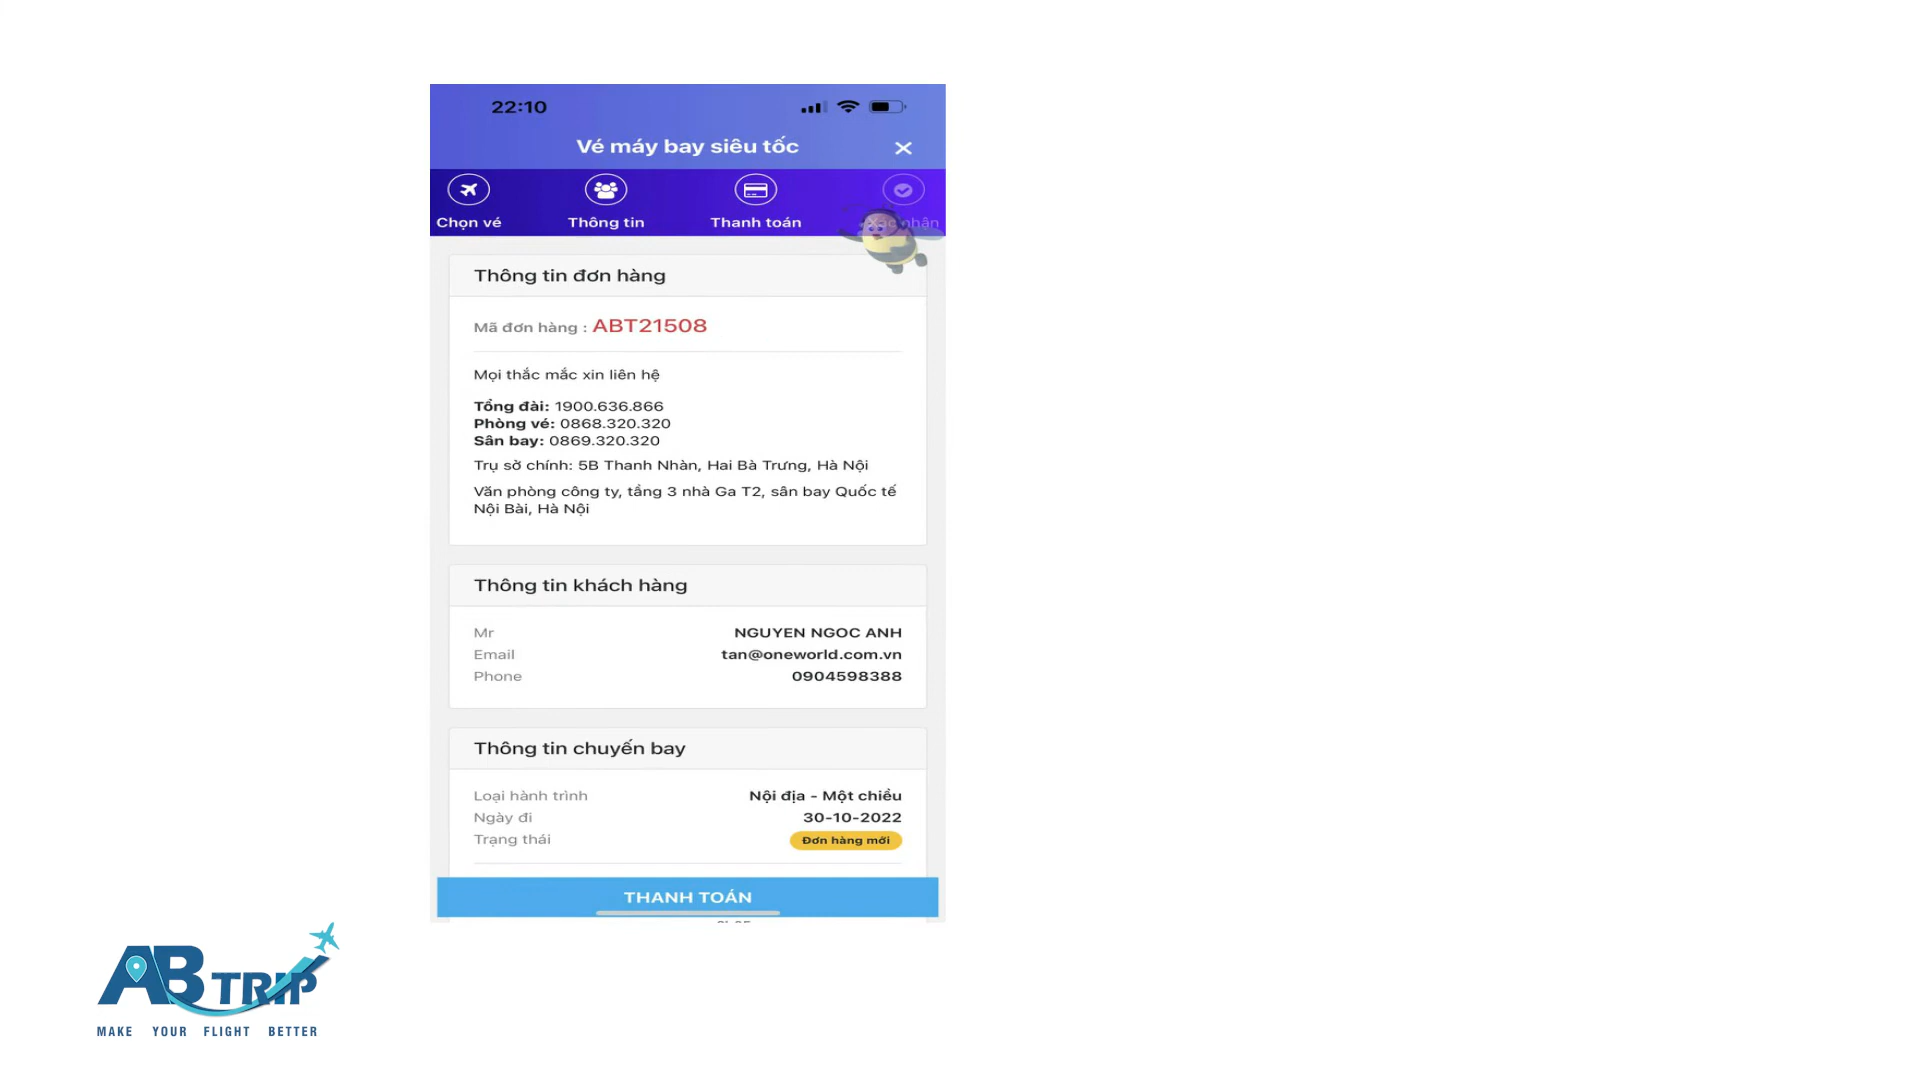 22:10
Vé máy bay siêu tốc
Chọn vé
Thông tin
Thanh toán
Xác nhận
Thông tin đơn hàng
Mã đơn hàng : ABT21508
Mọi thắc mắc xin liên hệ
Tổng đài: 1900.636.866
Phòng vé: 0868.320.320
Sân bay: 0869.320.320
Trụ sở chính: 5B Thanh Nhàn, Hai Bà Trưng, Hà Nội
Văn phòng công ty, tầng 3 nhà Ga T2, sân bay Quốc tế
Nội Bài, Hà Nội
Thông tin khách hàng
Mr NGUYEN NGOC ANH
Email tan@oneworld.com.vn
Phone 0904598388
Thông tin chuyến bay
Loại hành trình Nội địa - Một chiều
Ngày đi 30-10-2022
Trạng thái Đơn hàng mới
THANH TOÁN
AB TRIP
MAKE YOUR FLIGHT BETTER